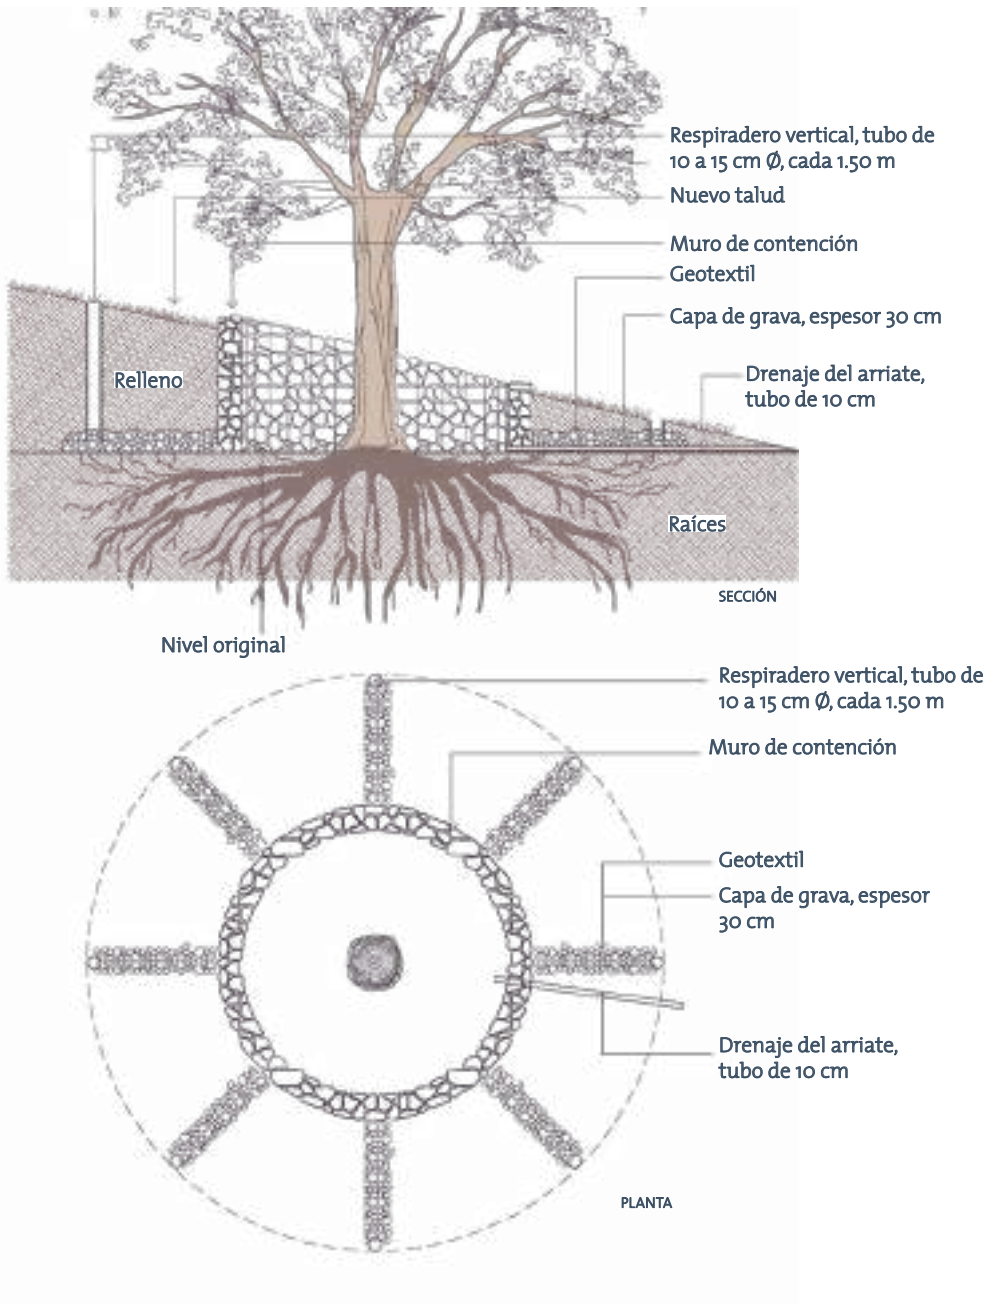 Respiradero vertical, tubo de
10 a 15 cm Ø, cada 1.50 m
Nuevo talud
Muro de contención
Geotextil
Capa de grava, espesor 30 cm
Drenaje del arriate,
tubo de 10 cm
Relleno
Raíces
SECCIÓN
Nivel original
Respiradero vertical, tubo de
10 a 15 cm Ø, cada 1.50 m
Muro de contención
Geotextil
Capa de grava, espesor
30 cm
Drenaje del arriate,
tubo de 10 cm
PLANTA